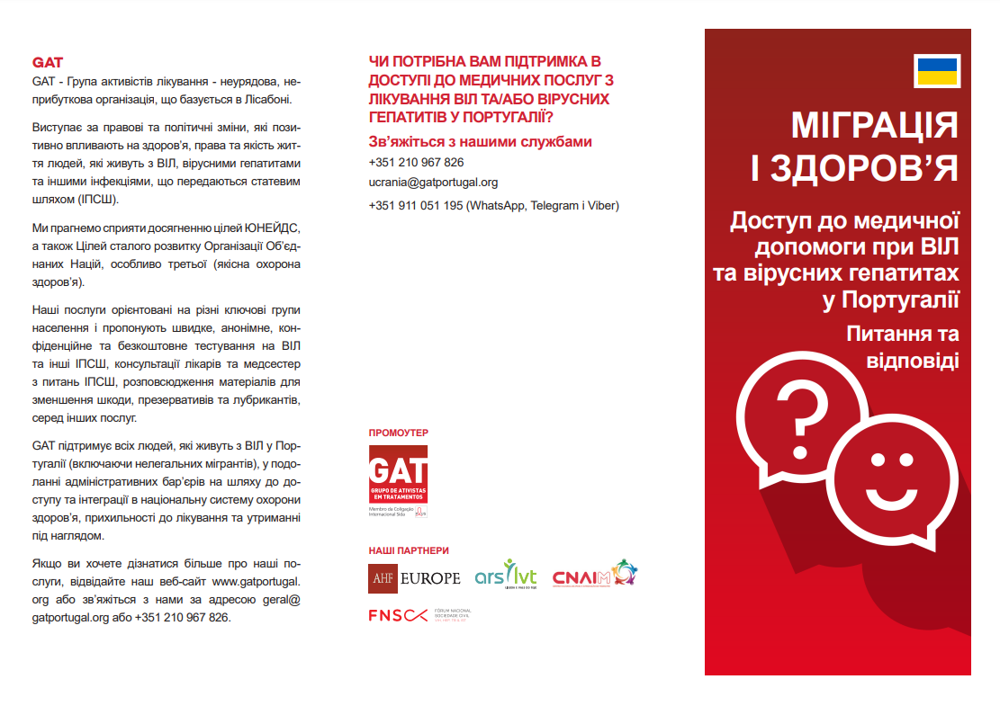 GAT
GAT - Група активістів лікування - неурядова, не-
прибуткова організація, що базується в Лісабоні.
Виступає за правові та політичні зміни, які пози-
тивно впливають на здоров’я, права та якість жит-
тя людей, які живуть з ВІЛ, вірусними гепатитами
та іншими інфекціями, що передаються статевим
шляхом (ІПСШ).
Ми прагнемо сприяти досягненню цілей ЮНЕЙДС,
а також Цілей сталого розвитку Організації Об’єд-
наних Націй, особливо третьої (якісна охорона
здоров’я).
Наші послуги орієнтовані на різні ключові групи
населення і пропонують швидке, анонімне, кон-
фіденційне та безкоштовне тестування на ВІЛ
та інші ІПСШ, консультації лікарів та медсестер
з питань ІПСШ, розповсюдження матеріалів для
зменшення шкоди, презервативів та лубрикантів,
серед інших послуг.
GAT підтримує всіх людей, які живуть з ВІЛ у Пор-
тугалії (включаючи нелегальних мігрантів), у подо-
ланні адміністративних бар’єрів на шляху до до-
ступу та інтеграції в національну систему охорони
здоров’я, прихильності до лікування та утриманні
під наглядом.
Якщо ви хочете дізнатися більше про наші по-
слуги, відвідайте наш веб-сайт www.gatportugal.
org або зв’яжіться з нами за адресою geral@
gatportugal.org або +351 210 967 826.
ЧИ ПОТРІБНА ВАМ ПІДТРИМКА В
ДОСТУПІ ДО МЕДИЧНИХ ПОСЛУГ З
ЛІКУВАННЯ ВІЛ ТА/АБО ВІРУСНИХ
ГЕПАТИТІВ У ПОРТУГАЛІЇ?
Зв’яжіться з нашими службами
+351 210 967 826
ucrania@gatportugal.org
+351 911 051 195 (WhatsApp, Telegram і Viber)
ПРОМОУТЕР
GAT
GRUPO DE ATIVISTAS
EM TRATAMENTOS
Membro da Coligação
Internacional Sida
НАШІ ПАРТНЕРИ
AHF EUROPE
ars lvt
CNAIM
FNSC
FÓRUM NACIONAL
SOCIEDADE CIVIL
МІГРАЦІЯ
І ЗДОРОВ’Я
Доступ до медичної
допомоги при ВІЛ
та вірусних гепатитах
у Португалії
Питання та
відповіді
?